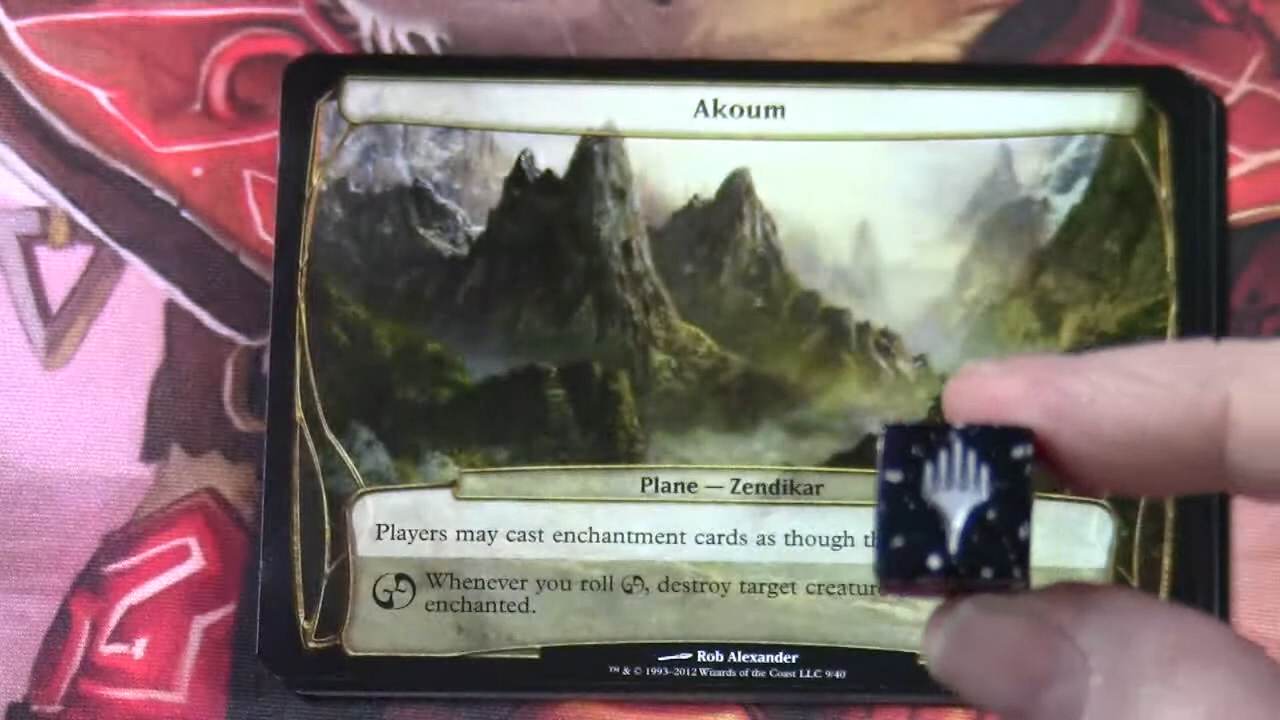 Akoum
Plane — Zendikar
Players may cast enchantment cards as though
Whenever you roll , destroy target creature
enchanted.
Rob Alexander
™ & © 1993–2012 Wizards of the Coast LLC 9/40